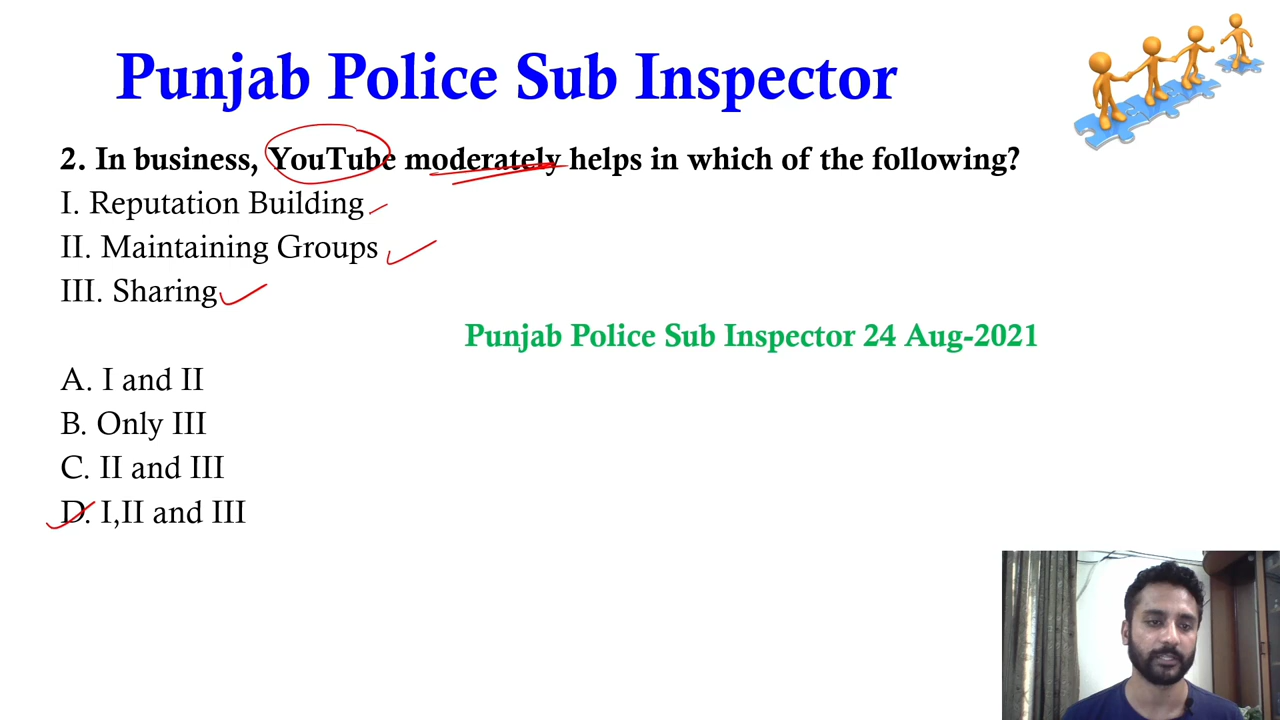 Punjab Police Sub Inspector
2. In business, YouTube moderately helps in which of the following?
I. Reputation Building
II. Maintaining Groups
III. Sharing
Punjab Police Sub Inspector 24 Aug-2021
A. I and II
B. Only III
C. II and III
D. I,II and III